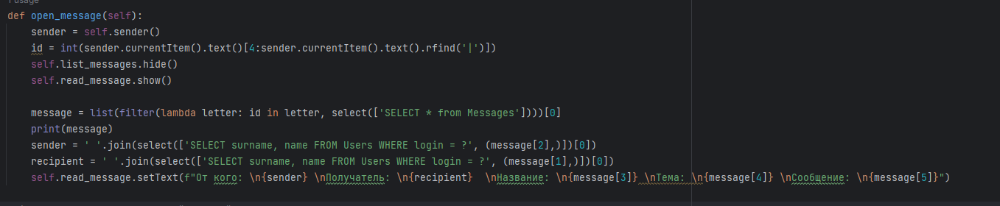 1 usage
def open_message(self):
    sender = self.sender()
    id = int(sender.currentItem().text()[4:sender.currentItem().text().rfind('|')])
    self.list_messages.hide()
    self.read_message.show()

    message = list(filter(lambda letter: id in letter, select(['SELECT * from Messages'])))[0]
    print(message)
    sender = ' '.join(select(['SELECT surname, name FROM Users WHERE login = ?', (message[2],)])[0])
    recipient = ' '.join(select(['SELECT surname, name FROM Users WHERE login = ?', (message[1],)])[0])
    self.read_message.setText(f"От кого: \n{sender} \nПолучатель: \n{recipient}  \nНазвание: \n{message[3]} \nТема: \n{message[4]} \nСообщение: \n{message[5]}")